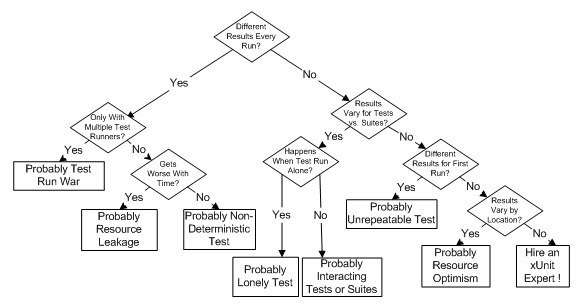 Different
Results Every
Run?
Yes
No
Only With
Multiple Test
Runners?
Results
Vary for Tests
vs. Suites?
Yes
No
Yes
No
Probably Test
Run War
Gets
Worse With
Time?
Happens
When Test Run
Alone?
Different
Results for First
Run?
Yes
No
Yes
No
Yes
No
Probably
Resource
Leakage
Probably Non-
Deterministic
Test
Probably
Unrepeatable Test
Results
Vary by
Location?
Yes
No
Probably
Lonely Test
Probably
Interacting
Tests or Suites
Probably
Resource
Optimism
Hire an
xUnit
Expert !